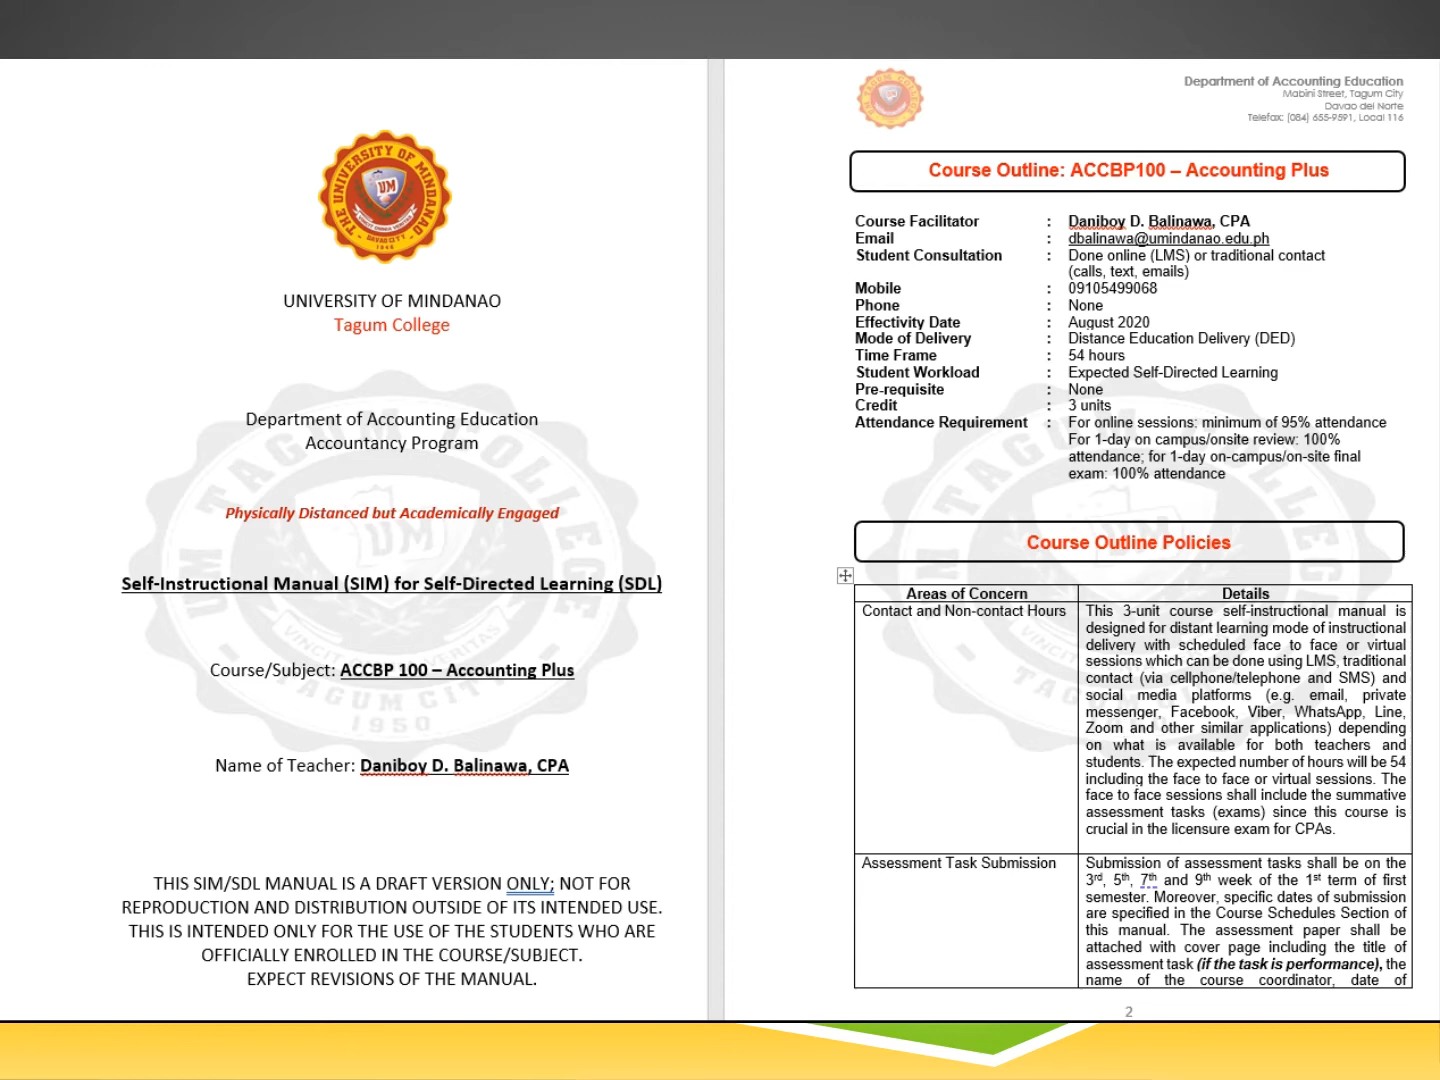 THE UNIVERSITY OF MINDANAO
UM
DAVAO CITY
1946
UNIVERSITY OF MINDANAO
Tagum College
Department of Accounting Education
Accountancy Program
Physically Distanced but Academically Engaged
Self-Instructional Manual (SIM) for Self-Directed Learning (SDL)
Course/Subject: ACCBP 100 – Accounting Plus
Name of Teacher: Daniboy D. Balinawa, CPA
THIS SIM/SDL MANUAL IS A DRAFT VERSION ONLY; NOT FOR
REPRODUCTION AND DISTRIBUTION OUTSIDE OF ITS INTENDED USE.
THIS IS INTENDED ONLY FOR THE USE OF THE STUDENTS WHO ARE
OFFICIALLY ENROLLED IN THE COURSE/SUBJECT.
EXPECT REVISIONS OF THE MANUAL.
UM TAGUM COLLEGE
UM
VINCIT OMNIA VERITAS
TAGUM CITY
1950
Department of Accounting Education
Mabini Street, Tagum City
Davao del Norte
Telefax: (084) 655-9591, Local 116
Course Outline: ACCBP100 – Accounting Plus
Course Facilitator : Daniboy D. Balinawa, CPA
Email : dbalinawa@umindanao.edu.ph
Student Consultation : Done online (LMS) or traditional contact
(calls, text, emails)
Mobile : 09105499068
Phone : None
Effectivity Date : August 2020
Mode of Delivery : Distance Education Delivery (DED)
Time Frame : 54 hours
Student Workload : Expected Self-Directed Learning
Pre-requisite : None
Credit : 3 units
Attendance Requirement : For online sessions: minimum of 95% attendance
For 1-day on campus/onsite review: 100%
attendance; for 1-day on-campus/on-site final
exam: 100% attendance
Course Outline Policies
Areas of Concern Details
Contact and Non-contact Hours This 3-unit course self-instructional manual is
designed for distant learning mode of instructional
delivery with scheduled face to face or virtual
sessions which can be done using LMS, traditional
contact (via cellphone/telephone and SMS) and
social media platforms (e.g. email, private
messenger, Facebook, Viber, WhatsApp, Line,
Zoom and other similar applications) depending
on what is available for both teachers and
students. The expected number of hours will be 54
including the face to face or virtual sessions. The
face to face sessions shall include the summative
assessment tasks (exams) since this course is
crucial in the licensure exam for CPAs.
Assessment Task Submission Submission of assessment tasks shall be on the
3rd, 5th, 7th and 9th week of the 1st term of first
semester. Moreover, specific dates of submission
are specified in the Course Schedules Section of
this manual. The assessment paper shall be
attached with cover page including the title of
assessment task (if the task is performance), the
name of the course coordinator, date of
2